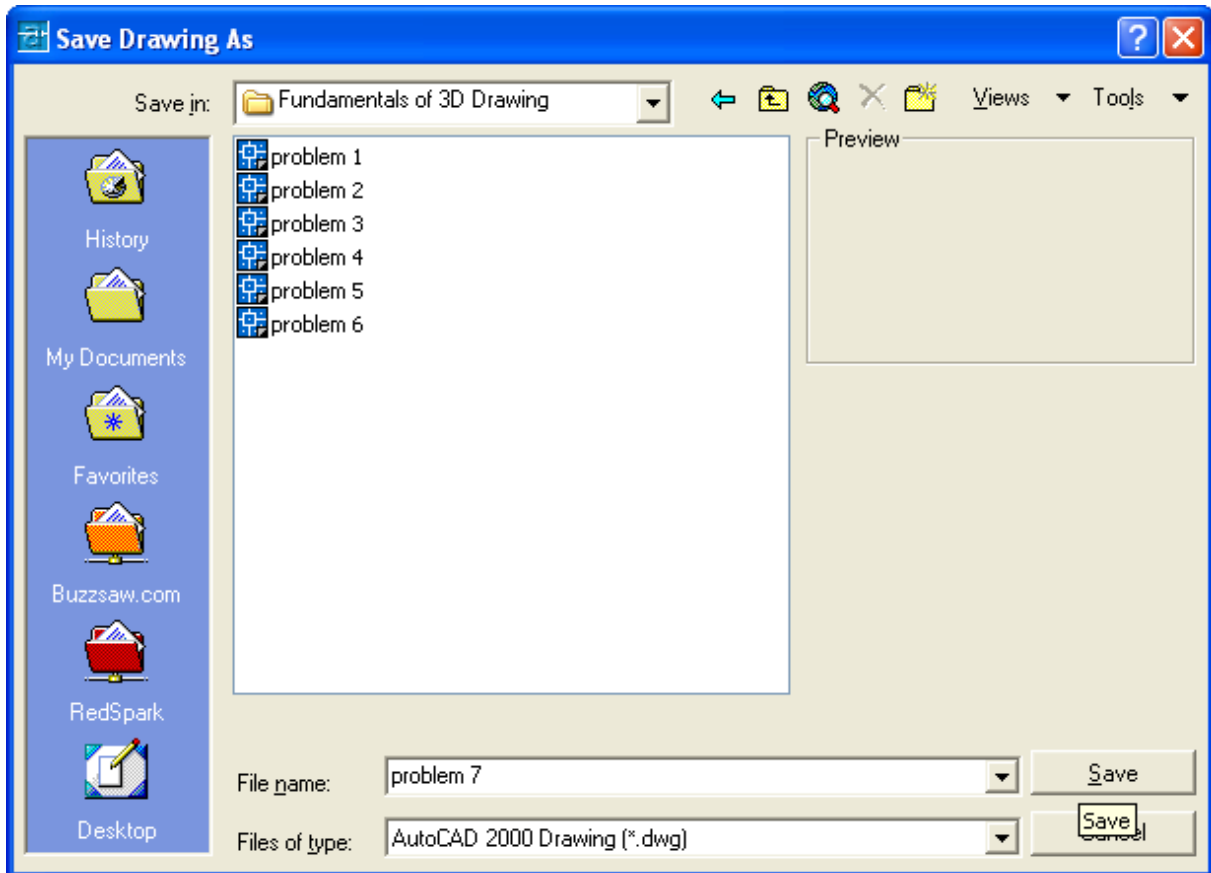 Save Drawing As
Save in: Fundamentals of 3D Drawing Views Tools
Preview
problem 1
problem 2
problem 3
problem 4
problem 5
problem 6
History
My Documents
Favorites
Buzzsaw.com
RedSpark
Desktop
File name: problem 7 Save
Save
Files of type: AutoCAD 2000 Drawing (*.dwg)